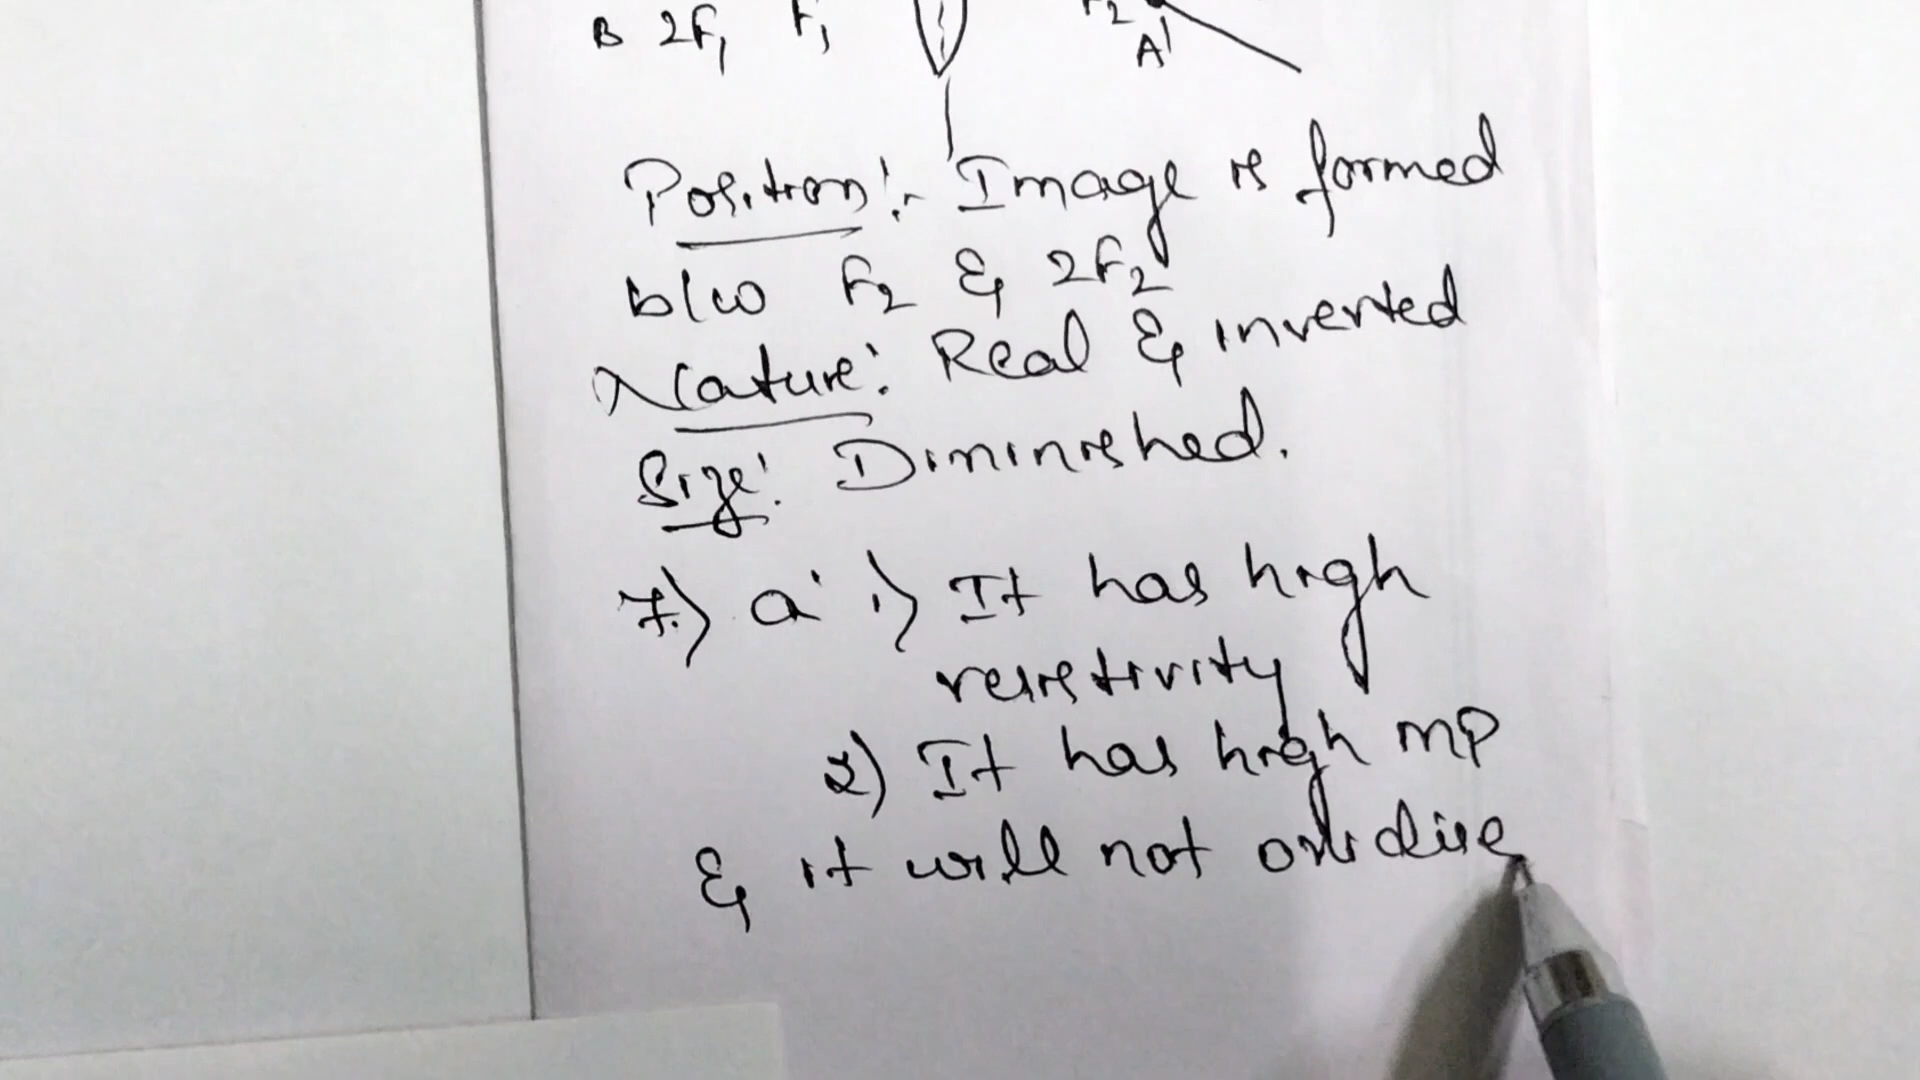 B 2F1 F1 F2
A'
Position:- Image is formed
b/w F2 & 2F2
Nature: Real & inverted
Size: Diminished.
7.) a 1) It has high
resistivity
2) It has high MP
& it will not oxidise